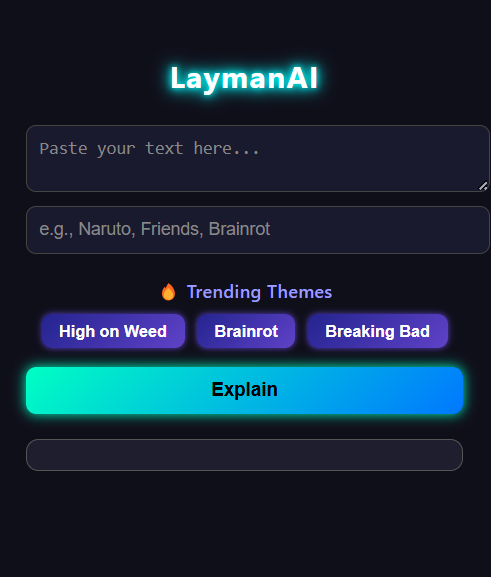 LaymanAI
Paste your text here...
e.g., Naruto, Friends, Brainrot
🔥 Trending Themes
High on Weed Brainrot Breaking Bad
Explain